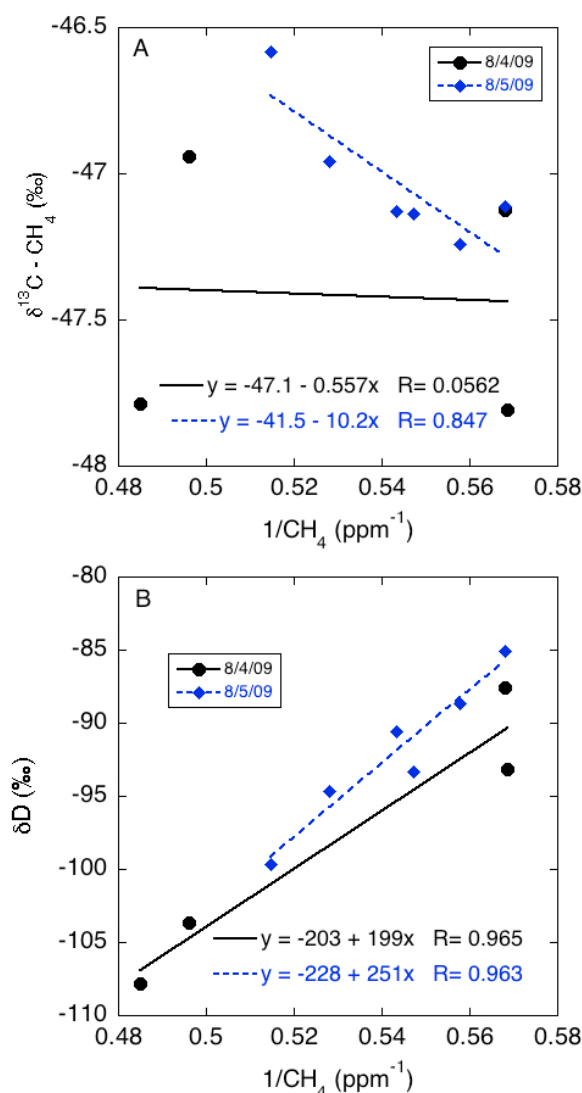 -46.5
A
8/4/09
8/5/09
-47
δ¹³C - CH₄ (‰)
-47.5
y = -47.1 - 0.557x R= 0.0562
y = -41.5 - 10.2x R= 0.847
-48
0.48 0.5 0.52 0.54 0.56 0.58
1/CH₄ (ppm⁻¹)
-80
B
-85
8/4/09
8/5/09
-90
δD (‰)
-95
-100
y = -203 + 199x R= 0.965
-105
y = -228 + 251x R= 0.963
-110
0.48 0.5 0.52 0.54 0.56 0.58
1/CH₄ (ppm⁻¹)